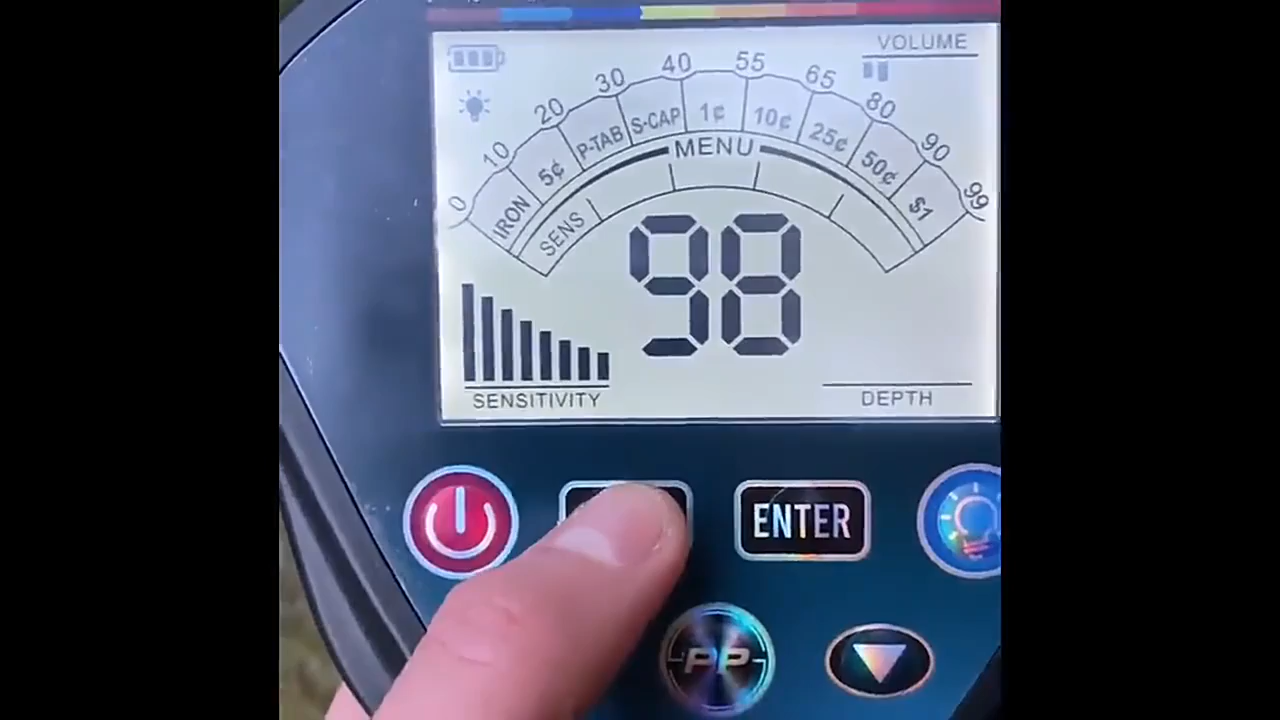 VOLUME
0 10 20 30 40 55 65 80 90 99
IRON 5¢ P-TAB S-CAP 1¢ 10¢ 25¢ 50¢ $1
MENU
SENS
98
SENSITIVITY
DEPTH
ENTER
PP